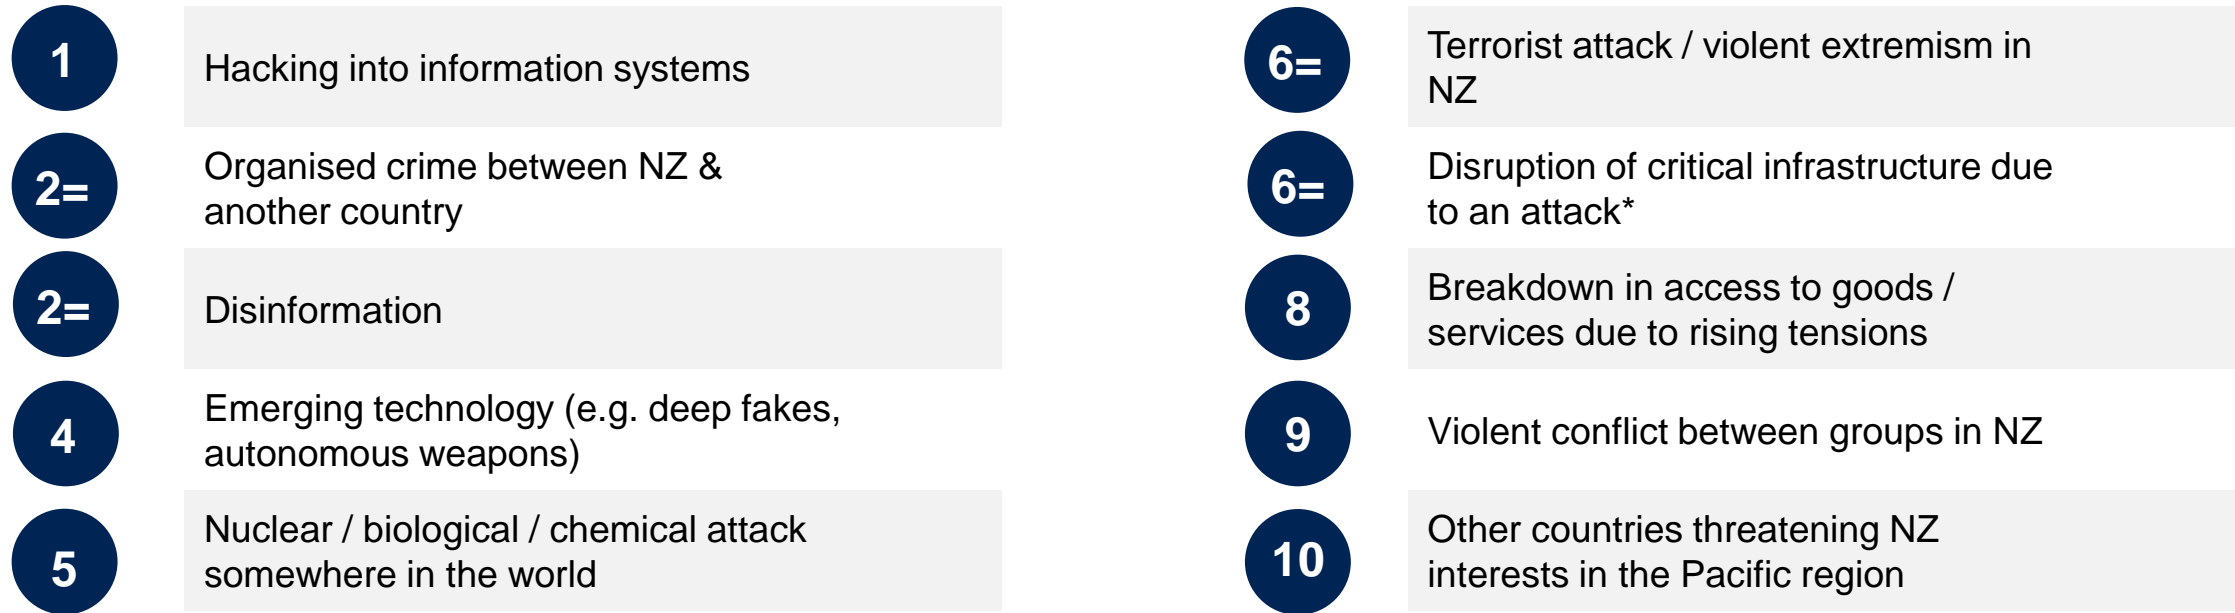 1
Hacking into information systems
2=
Organised crime between NZ &
another country
2=
Disinformation
4
Emerging technology (e.g. deep fakes,
autonomous weapons)
5
Nuclear / biological / chemical attack
somewhere in the world
6=
Terrorist attack / violent extremism in
NZ
6=
Disruption of critical infrastructure due
to an attack*
8
Breakdown in access to goods /
services due to rising tensions
9
Violent conflict between groups in NZ
10
Other countries threatening NZ
interests in the Pacific region